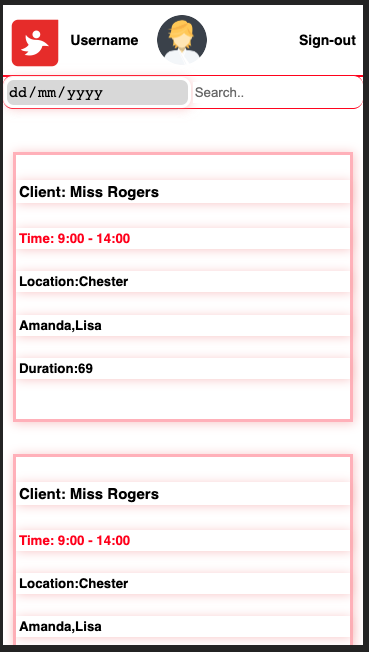 Username
Sign-out
dd/mm/yyyy
Search..
Client: Miss Rogers
Time: 9:00 - 14:00
Location:Chester
Amanda,Lisa
Duration:69
Client: Miss Rogers
Time: 9:00 - 14:00
Location:Chester
Amanda,Lisa